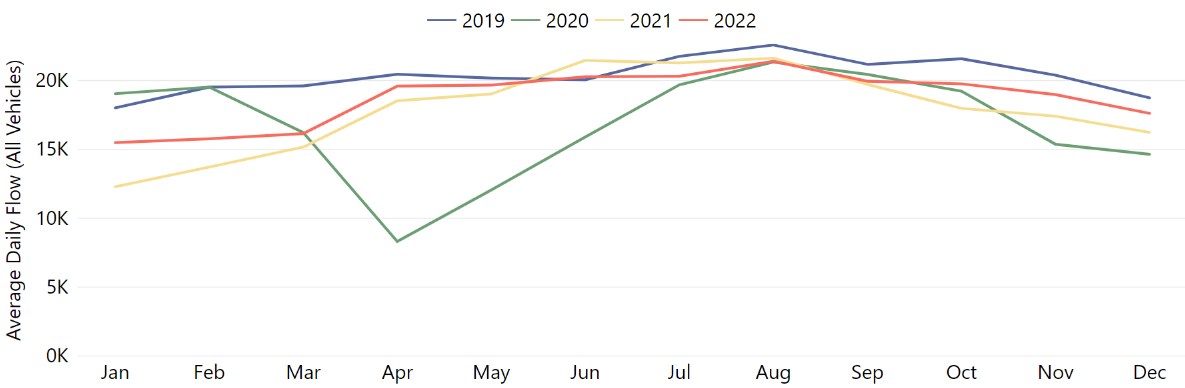 2019 2020 2021 2022
Average Daily Flow (All Vehicles)
20K
15K
10K
5K
0K
Jan Feb Mar Apr May Jun Jul Aug Sep Oct Nov Dec